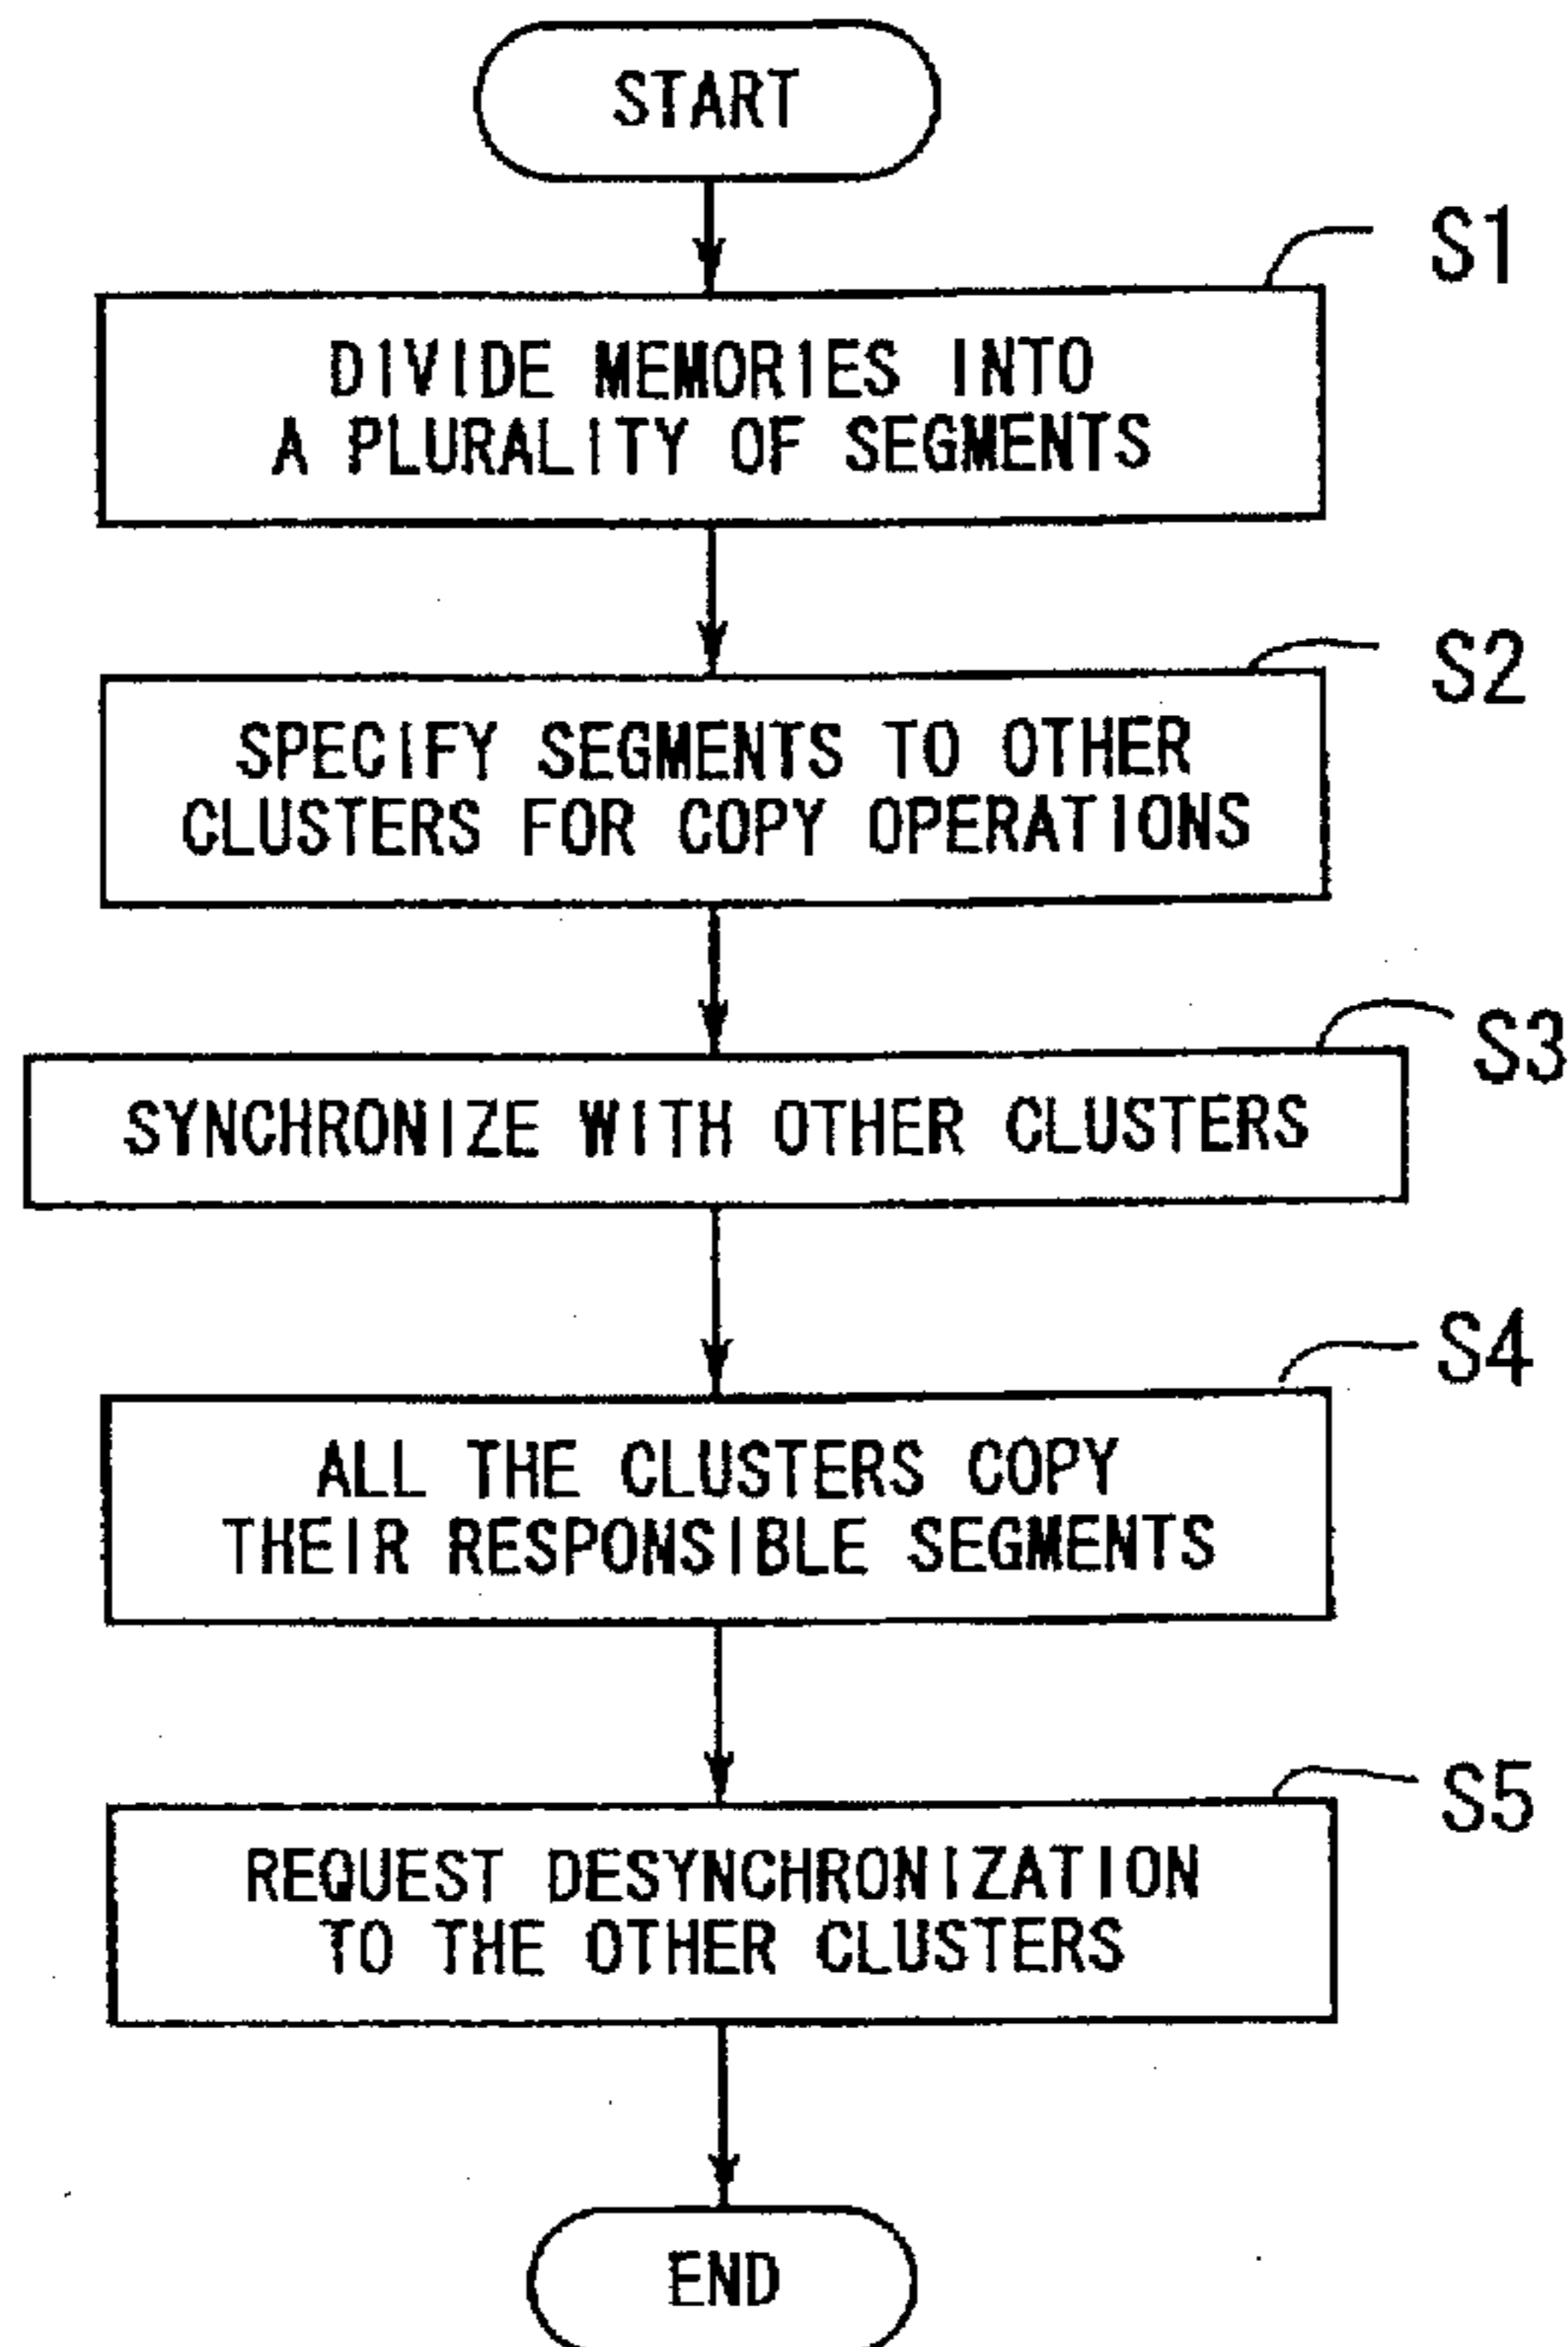 START
S1
DIVIDE MEMORIES INTO
A PLURALITY OF SEGMENTS
S2
SPECIFY SEGMENTS TO OTHER
CLUSTERS FOR COPY OPERATIONS
S3
SYNCHRONIZE WITH OTHER CLUSTERS
S4
ALL THE CLUSTERS COPY
THEIR RESPONSIBLE SEGMENTS
S5
REQUEST DESYNCHRONIZATION
TO THE OTHER CLUSTERS
END